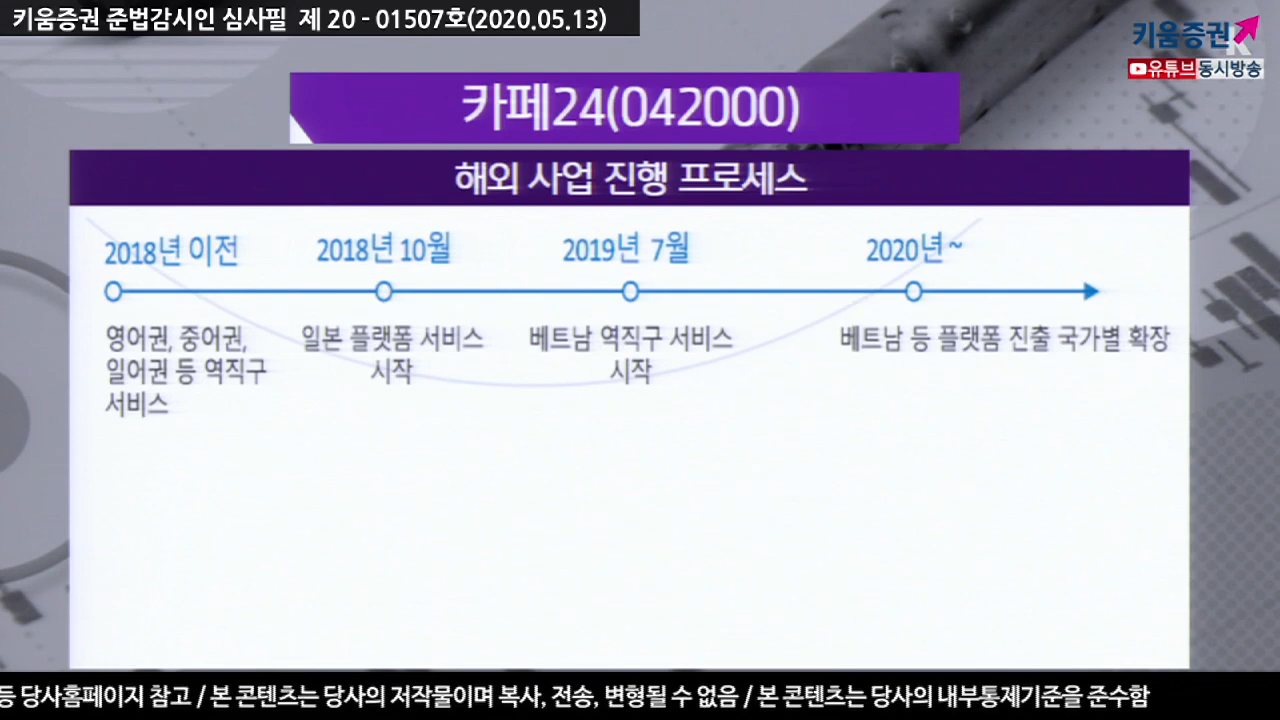 키움증권 준법감시인 심사필 제 20 - 01507호(2020.05.13)
키움증권
유튜브 동시방송
카페24(042000)
해외 사업 진행 프로세스
2018년 이전
영어권, 중어권,
일어권 등 역직구
서비스
2018년 10월
일본 플랫폼 서비스
시작
2019년 7월
베트남 역직구 서비스
시작
2020년~
베트남 등 플랫폼 진출 국가별 확장
등 당사홈페이지 참고 / 본 콘텐츠는 당사의 저작물이며 복사, 전송, 변형될 수 없음 / 본 콘텐츠는 당사의 내부통제기준을 준수함